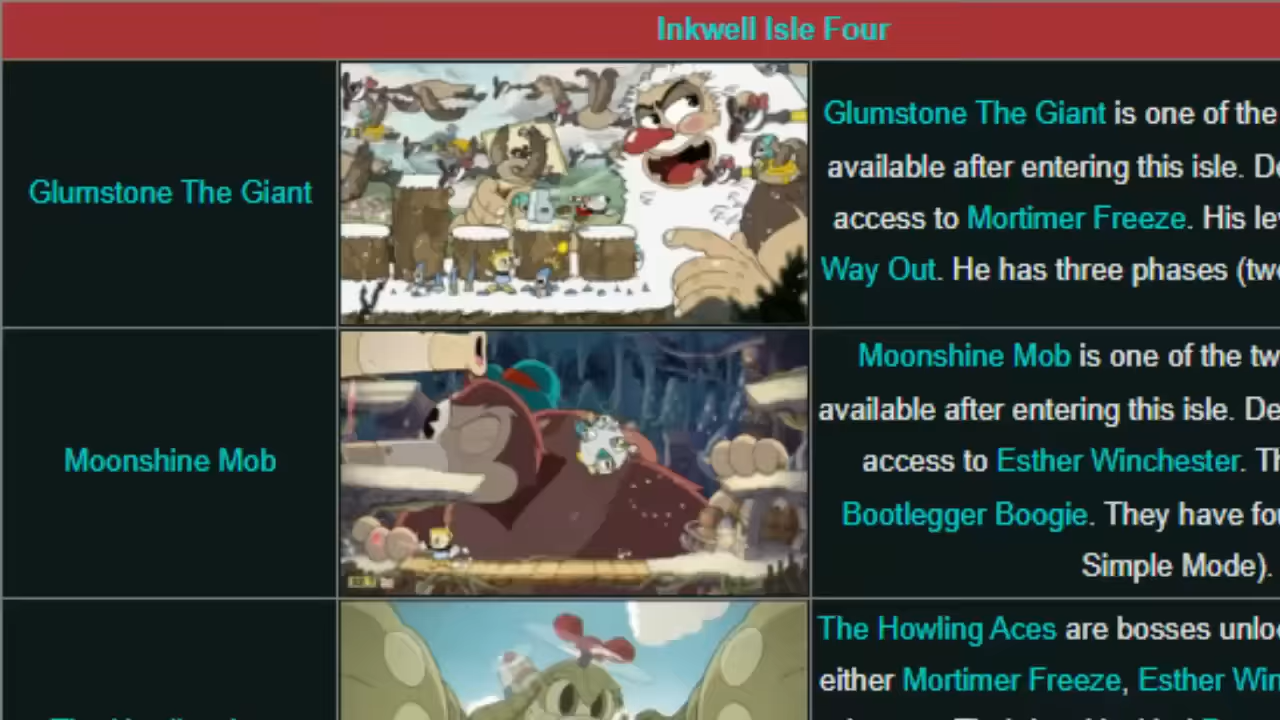 Inkwell Isle Four
Glumstone The Giant
Glumstone The Giant is one of the
available after entering this isle.
access to Mortimer Freeze. His
Way Out. He has three phases
Moonshine Mob
Moonshine Mob is one of the
available after entering this isle.
access to Esther Winchester.
Bootlegger Boogie. They have
Simple Mode).
The Howling Aces are bosses
either Mortimer Freeze, Esther